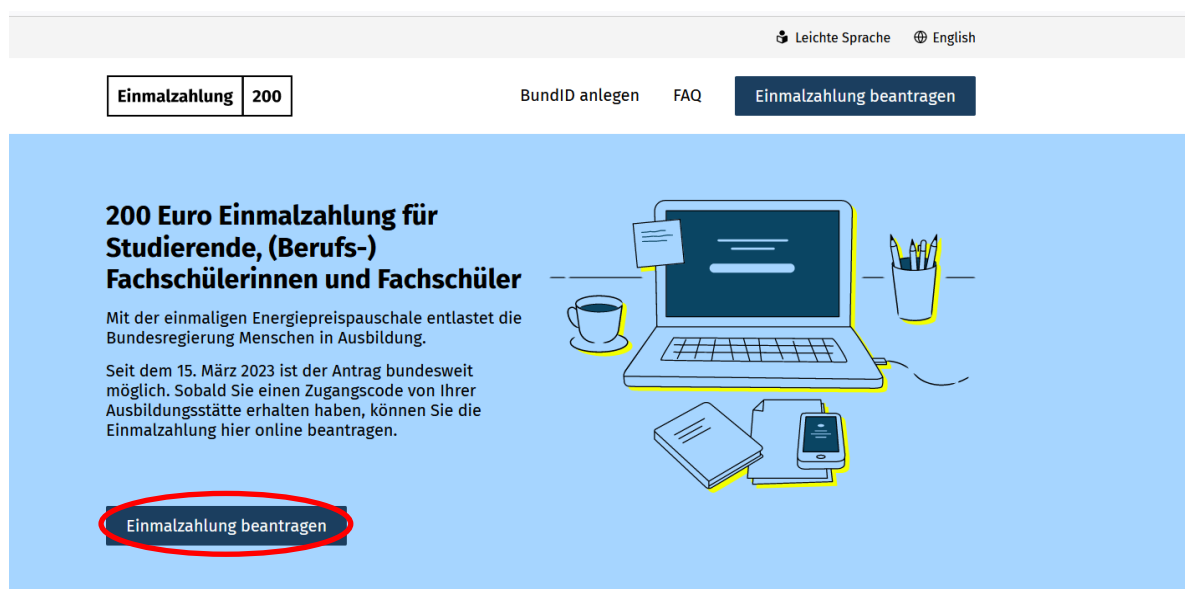 Leichte Sprache English
Einmalzahlung 200 BundID anlegen FAQ Einmalzahlung beantragen
200 Euro Einmalzahlung für
Studierende, (Berufs-)
Fachschülerinnen und Fachschüler
Mit der einmaligen Energiepreispauschale entlastet die
Bundesregierung Menschen in Ausbildung.
Seit dem 15. März 2023 ist der Antrag bundesweit
möglich. Sobald Sie einen Zugangscode von Ihrer
Ausbildungsstätte erhalten haben, können Sie die
Einmalzahlung hier online beantragen.
Einmalzahlung beantragen